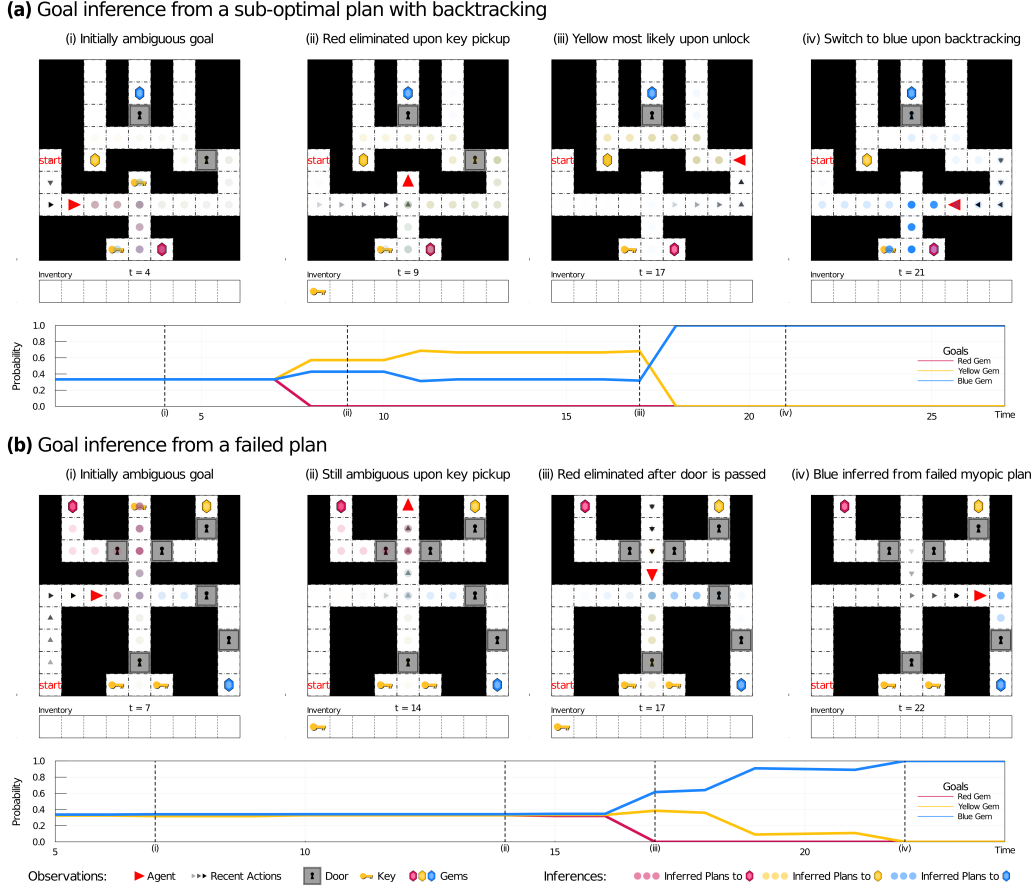 (a) Goal inference from a sub-optimal plan with backtracking
(i) Initially ambiguous goal
(ii) Red eliminated upon key pickup
(iii) Yellow most likely upon unlock
(iv) Switch to blue upon backtracking
start
start
start
start
Inventory t = 4
Inventory t = 9
Inventory t = 17
Inventory t = 21
Probability
1.0
0.8
0.6
0.4
0.2
0.0
Goals
Red Gem
Yellow Gem
Blue Gem
(i) 5 (ii) 10 15 (iii) 20 (iv) 25 Time
(b) Goal inference from a failed plan
(i) Initially ambiguous goal
(ii) Still ambiguous upon key pickup
(iii) Red eliminated after door is passed
(iv) Blue inferred from failed myopic plan
start
start
start
start
Inventory t = 7
Inventory t = 14
Inventory t = 17
Inventory t = 22
Probability
1.0
0.8
0.6
0.4
0.2
0.0
Goals
Red Gem
Yellow Gem
Blue Gem
5 (i) 10 (ii) 15 (iii) 20 (iv) Time
Observations: Agent Recent Actions Door Key Gems Inferences: Inferred Plans to Inferred Plans to Inferred Plans to